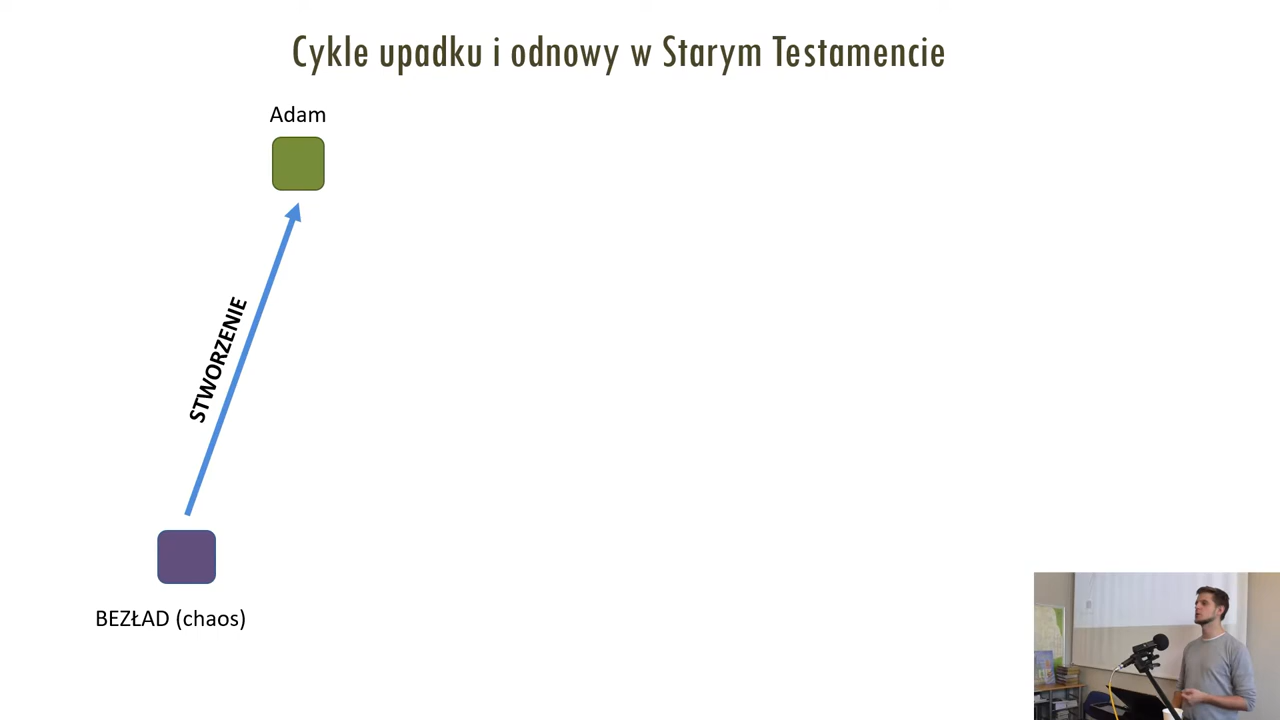 Cykle upadku i odnowy w Starym Testamencie
Adam
STWORZENIE
BEZŁAD (chaos)